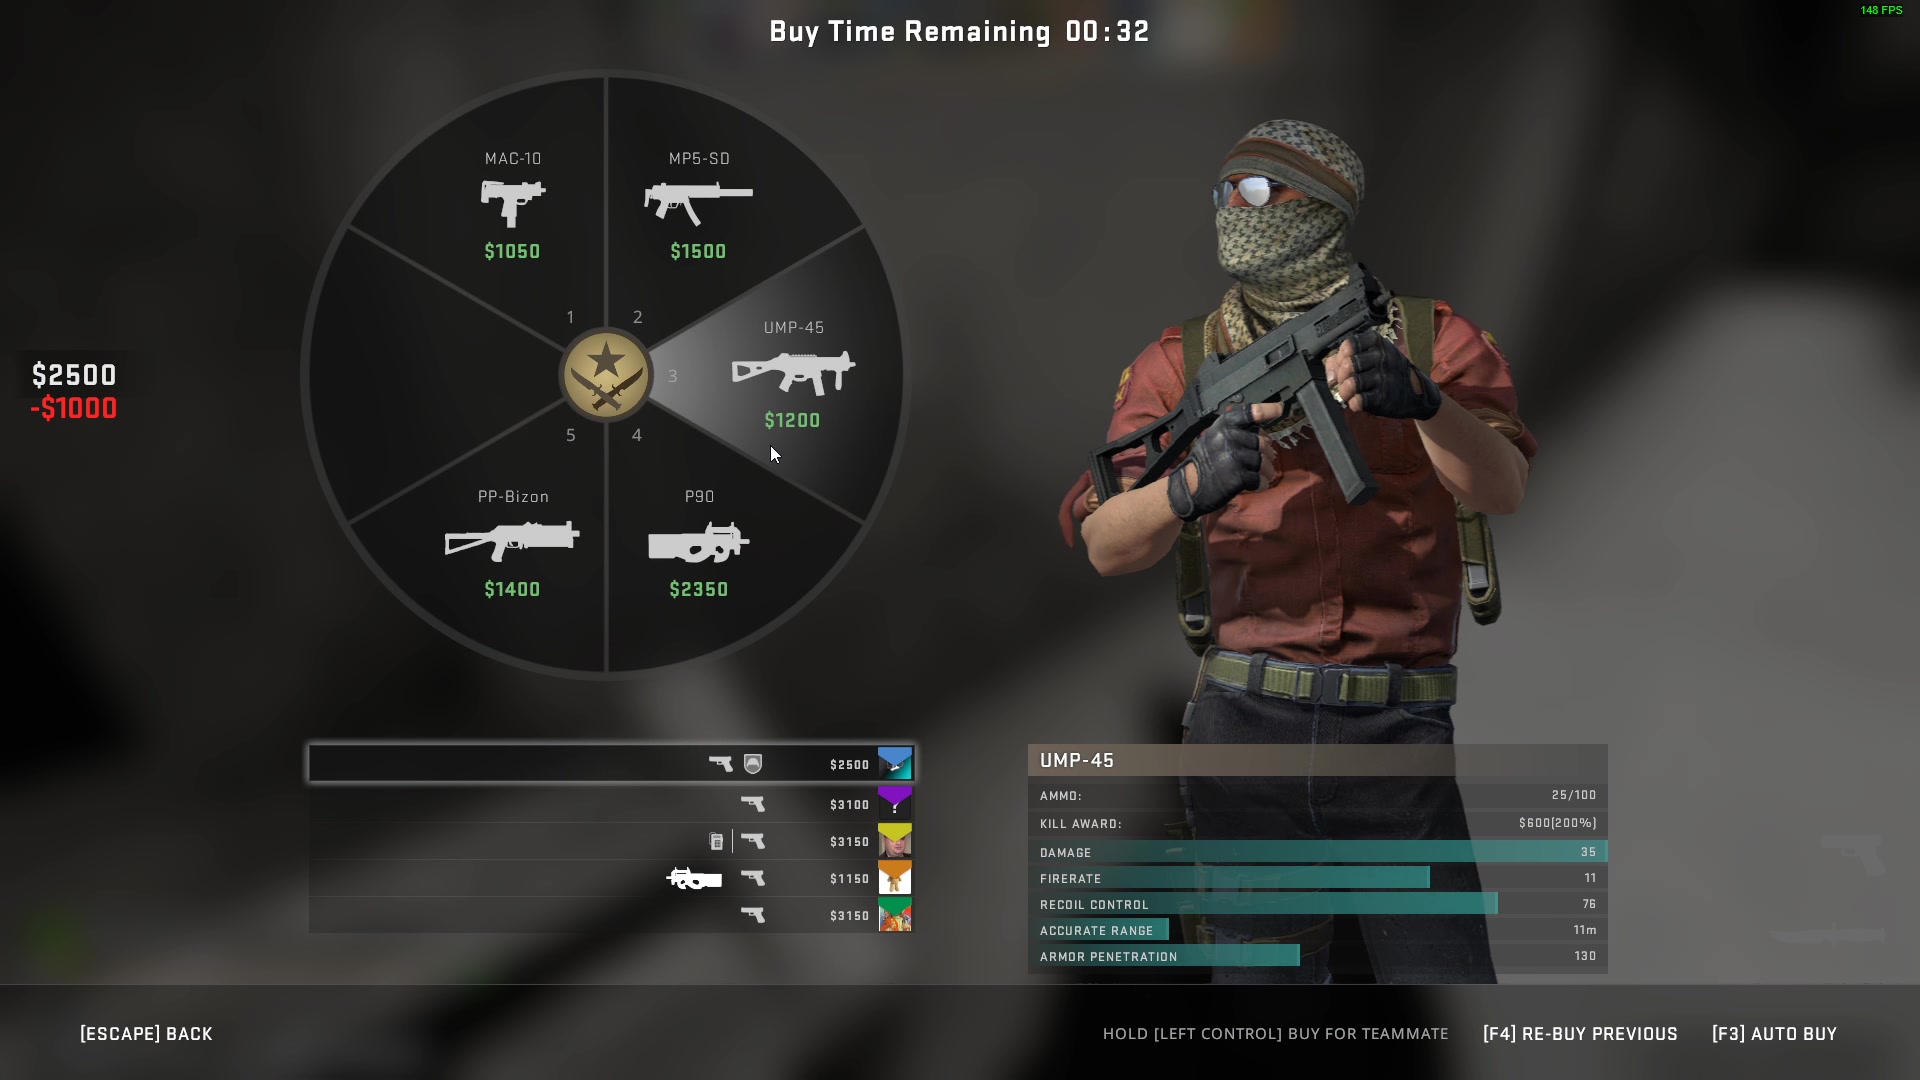 148 FPS
Buy Time Remaining 00:32
MAC-10
$1050
MP5-SD
$1500
1
2
UMP-45
3
$1200
$2500
-$1000
5
4
PP-Bizon
$1400
P90
$2350
$2500
$3100
$3150
$1150
$3150
UMP-45
AMMO: 25/100
KILL AWARD: $600(200%)
DAMAGE 35
FIRERATE 11
RECOIL CONTROL 76
ACCURATE RANGE 11m
ARMOR PENETRATION 130
[ESCAPE] BACK
HOLD [LEFT CONTROL] BUY FOR TEAMMATE
[F4] RE-BUY PREVIOUS
[F3] AUTO BUY